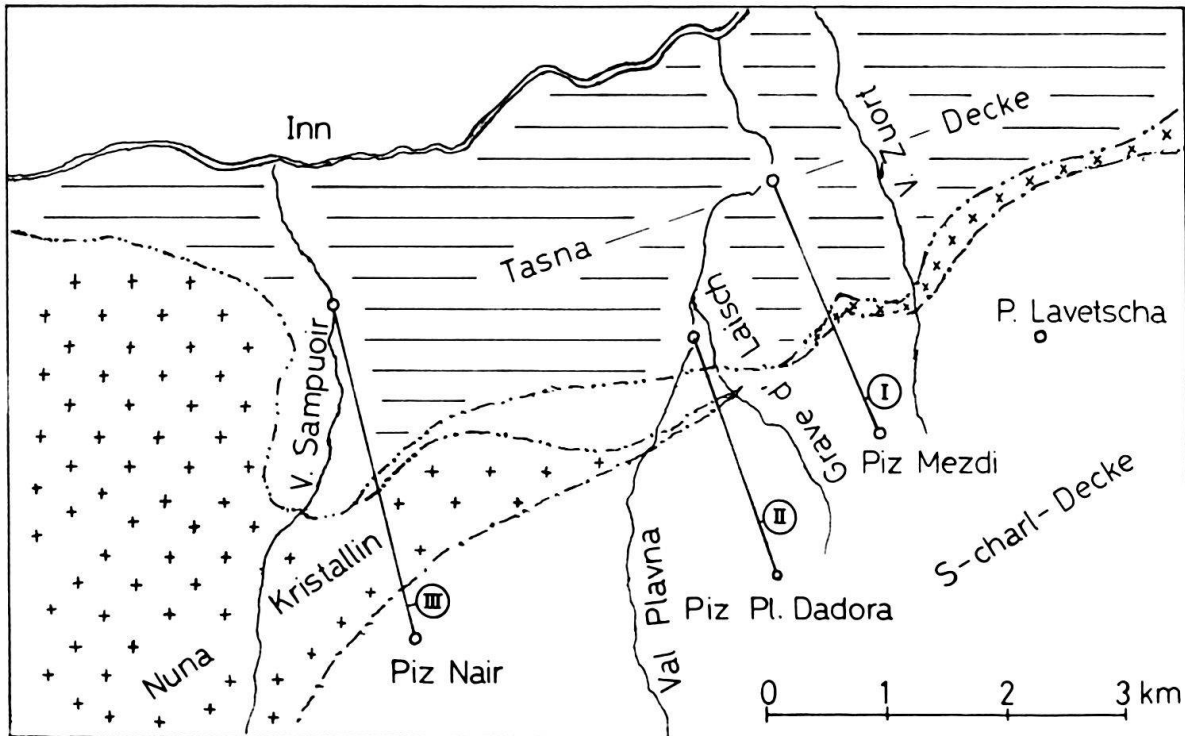 Inn
V. Zuort
Tasna - Decke
V. Sampuoir
Grave d Laisch
P. Lavetscha
I
Piz Mezdi
II
S-charl-Decke
Kristallin
III
Val Plavna
Piz Pl. Dadora
Nuna
Piz Nair
0 1 2 3 km